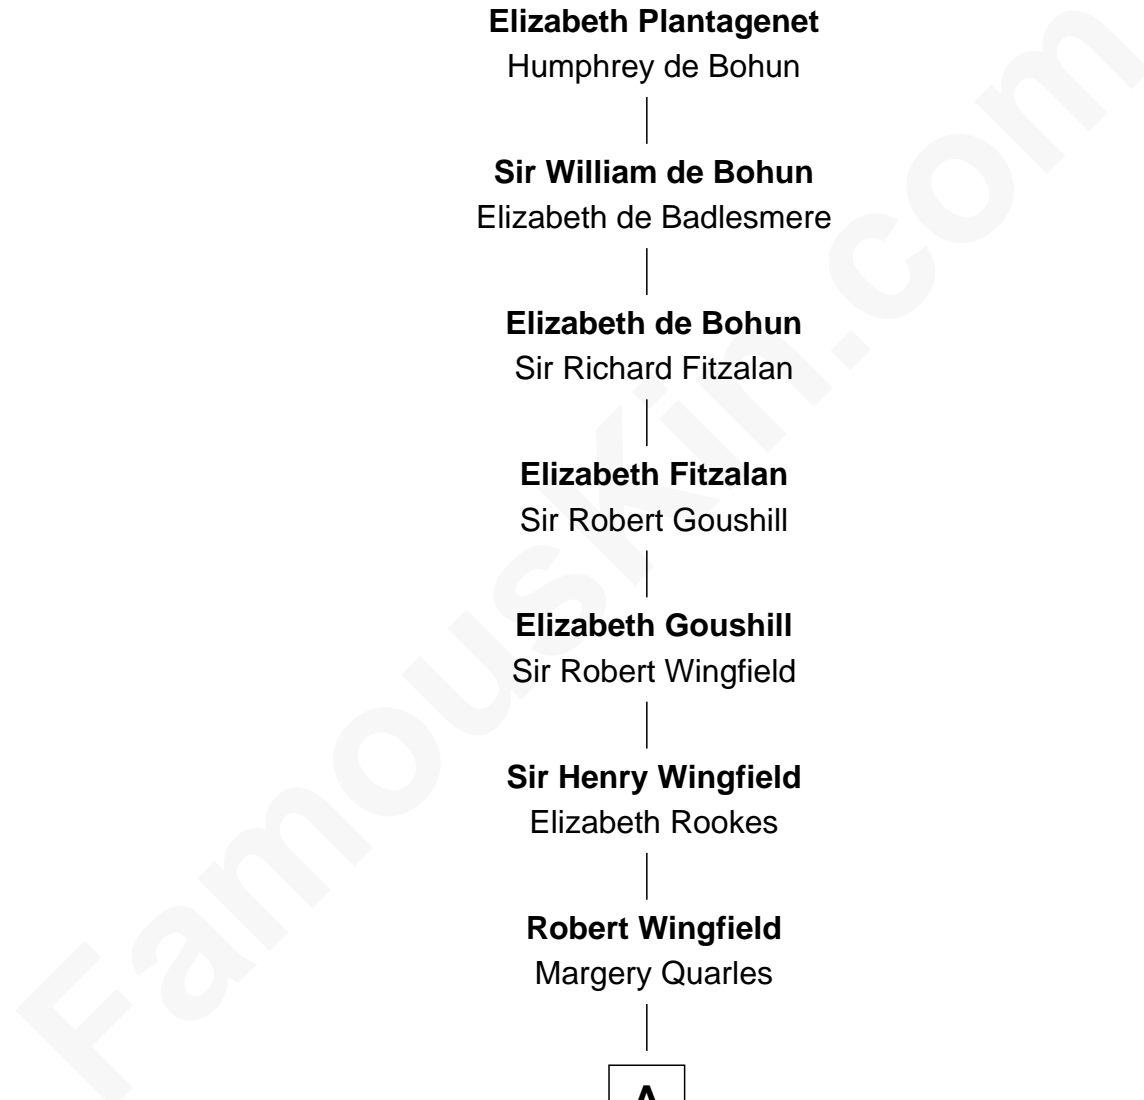 Elizabeth Plantagenet
Humphrey de Bohun
Sir William de Bohun
Elizabeth de Badlesmere
Elizabeth de Bohun
Sir Richard Fitzalan
Elizabeth Fitzalan
Sir Robert Goushill
Elizabeth Goushill
Sir Robert Wingfield
Sir Henry Wingfield
Elizabeth Rookes
Robert Wingfield
Margery Quarles
A
FamousKin.com